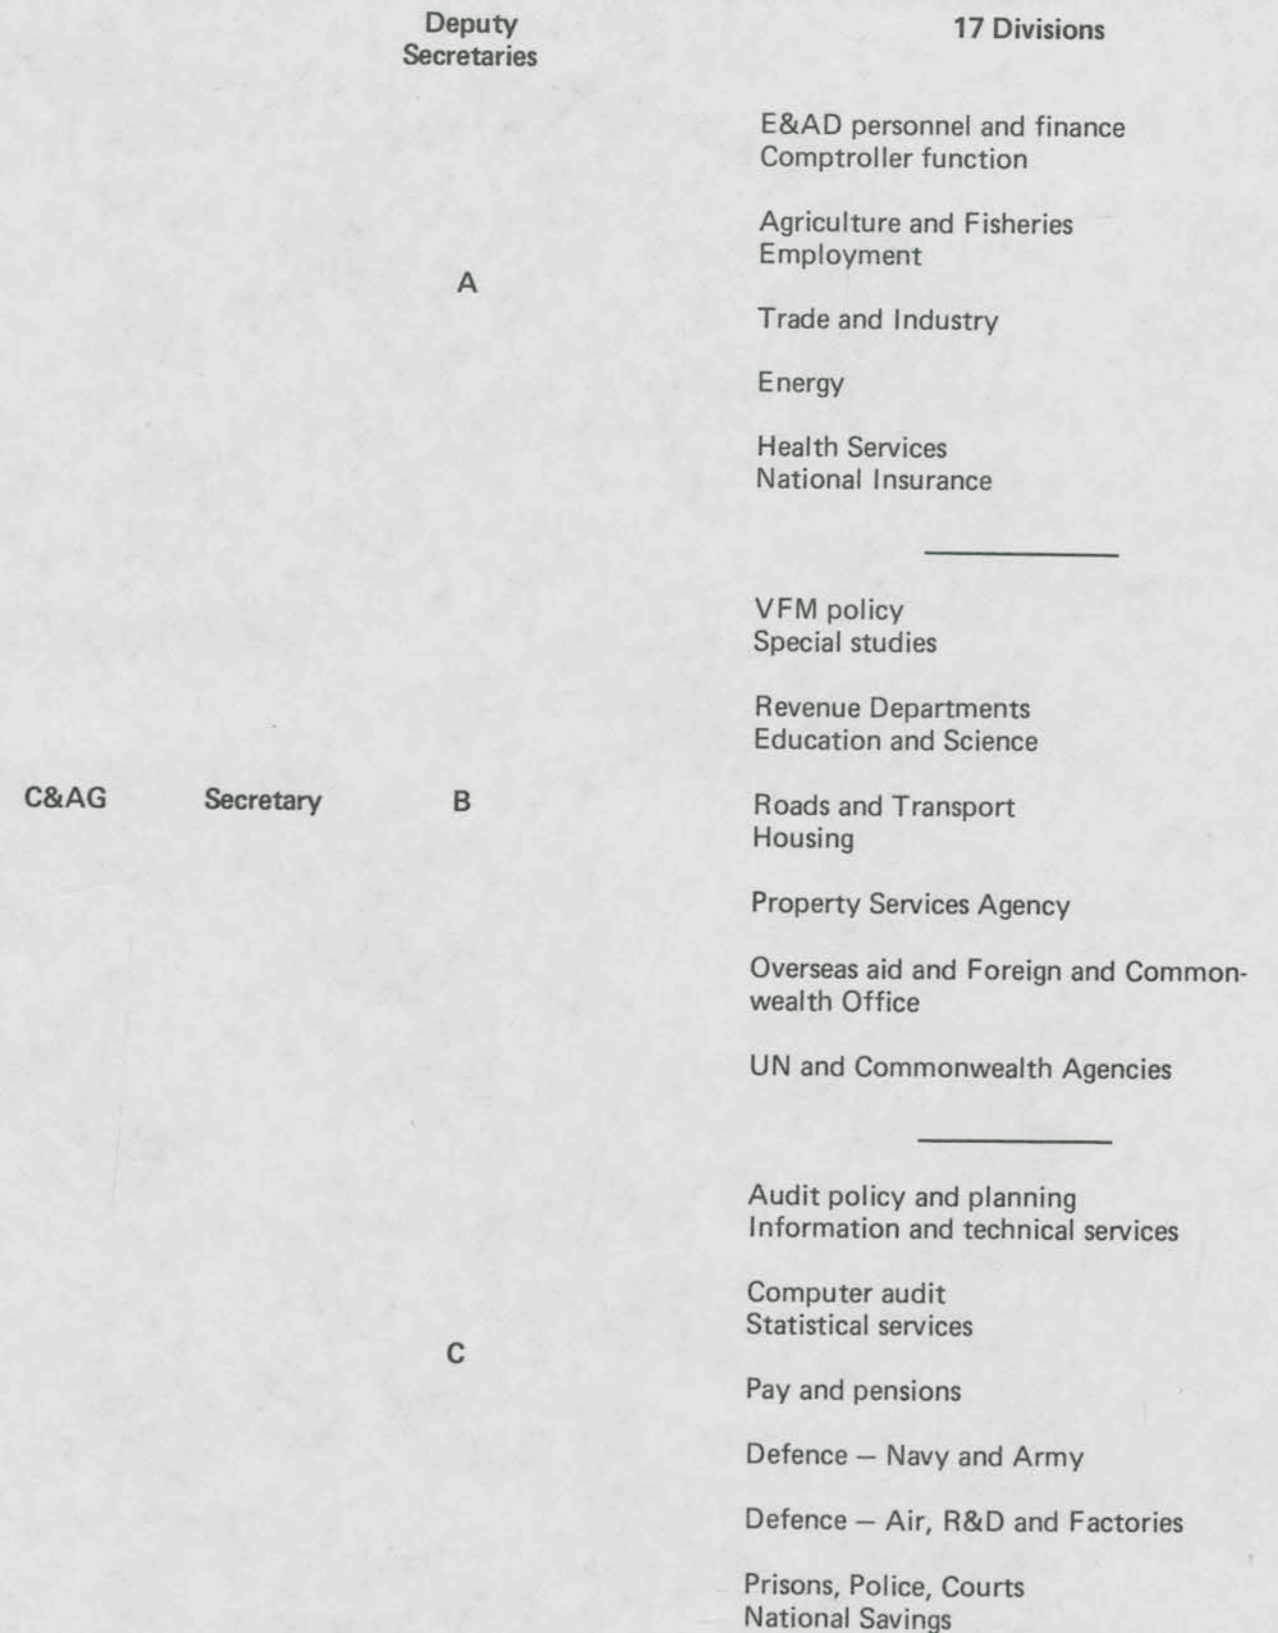 Deputy
Secretaries
17 Divisions
E&AD personnel and finance
Comptroller function
Agriculture and Fisheries
Employment
A
Trade and Industry
Energy
Health Services
National Insurance
VFM policy
Special studies
Revenue Departments
Education and Science
C&AG Secretary B
Roads and Transport
Housing
Property Services Agency
Overseas aid and Foreign and Common-
wealth Office
UN and Commonwealth Agencies
Audit policy and planning
Information and technical services
Computer audit
Statistical services
C
Pay and pensions
Defence — Navy and Army
Defence — Air, R&D and Factories
Prisons, Police, Courts
National Savings